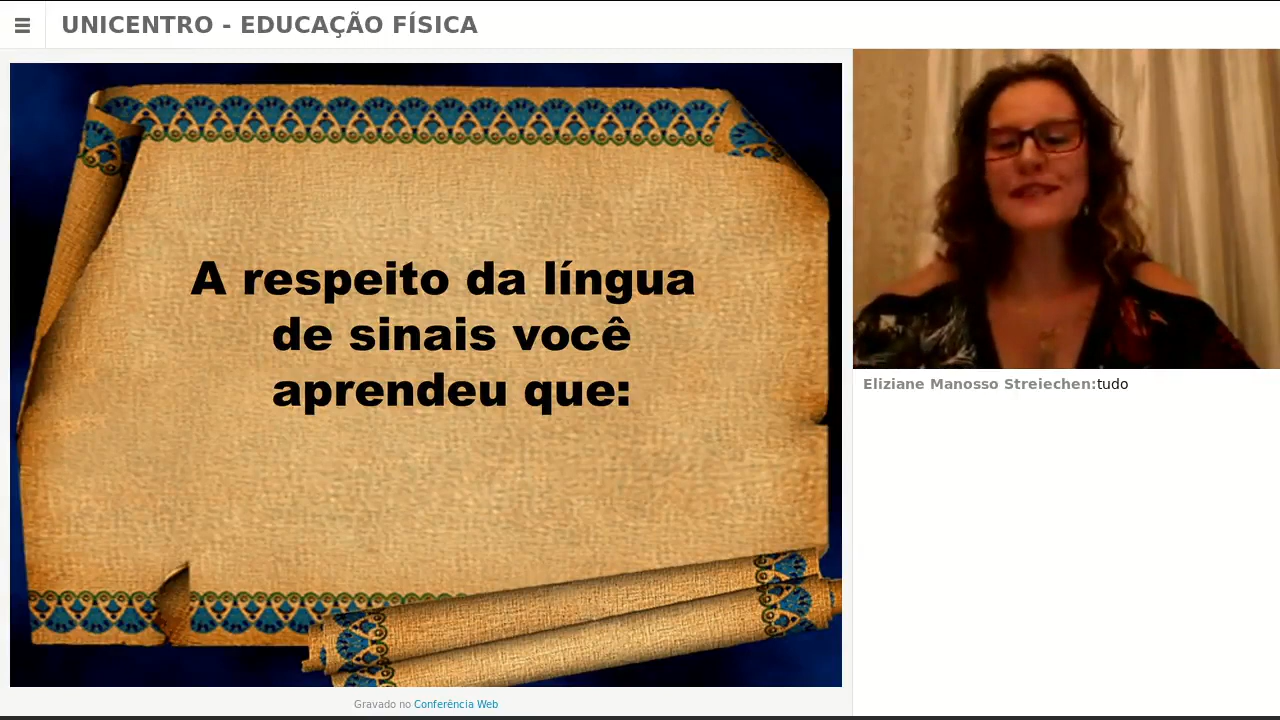 UNICENTRO - EDUCAÇÃO FÍSICA
A respeito da língua
de sinais você
aprendeu que:
Eliziane Manosso Streiechen:tudo
Gravado no Conferência Web